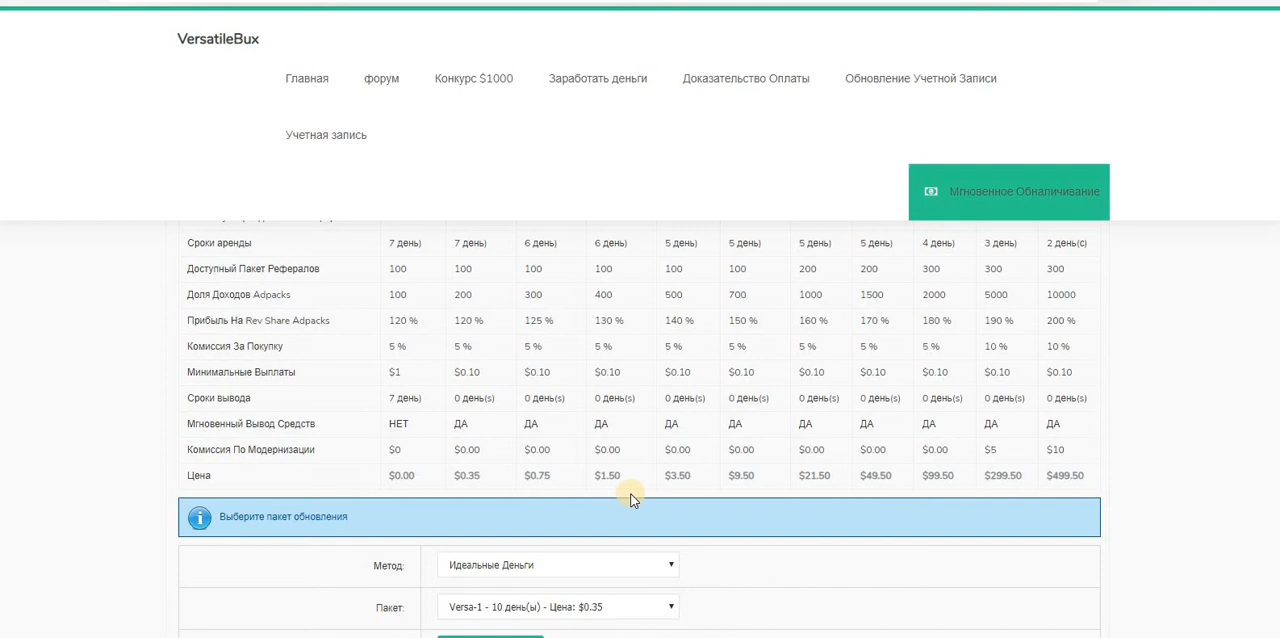 VersatileBux
Главная форум Конкурс $1000 Заработать деньги Доказательство Оплаты Обновление Учетной Записи
Учетная запись
Мгновенное Обналичивание
Сроки аренды 7 день) 7 день) 6 день) 6 день) 5 день) 5 день) 5 день) 5 день) 4 день) 3 день) 2 день(с)
Доступный Пакет Рефералов 100 100 100 100 100 100 200 200 300 300 300
Доля Доходов Adpacks 100 200 300 400 500 700 1000 1500 2000 5000 10000
Прибыль На Rev Share Adpacks 120 % 120 % 125 % 130 % 140 % 150 % 160 % 170 % 180 % 190 % 200 %
Комиссия За Покупку 5 % 5 % 5 % 5 % 5 % 5 % 5 % 5 % 5 % 10 % 10 %
Минимальные Выплаты $1 $0.10 $0.10 $0.10 $0.10 $0.10 $0.10 $0.10 $0.10 $0.10 $0.10
Сроки вывода 7 день) 0 день(s) 0 день(s) 0 день(s) 0 день(s) 0 день(s) 0 день(s) 0 день(s) 0 день(s) 0 день(s) 0 день(s)
Мгновенный Вывод Средств НЕТ ДА ДА ДА ДА ДА ДА ДА ДА ДА ДА
Комиссия По Модернизации $0 $0.00 $0.00 $0.00 $0.00 $0.00 $0.00 $0.00 $0.00 $5 $10
Цена $0.00 $0.35 $0.75 $1.50 $3.50 $9.50 $21.50 $49.50 $99.50 $299.50 $499.50
Выберите пакет обновления
Метод: Идеальные Деньги
Пакет: Versa-1 - 10 день(ы) - Цена: $0.35